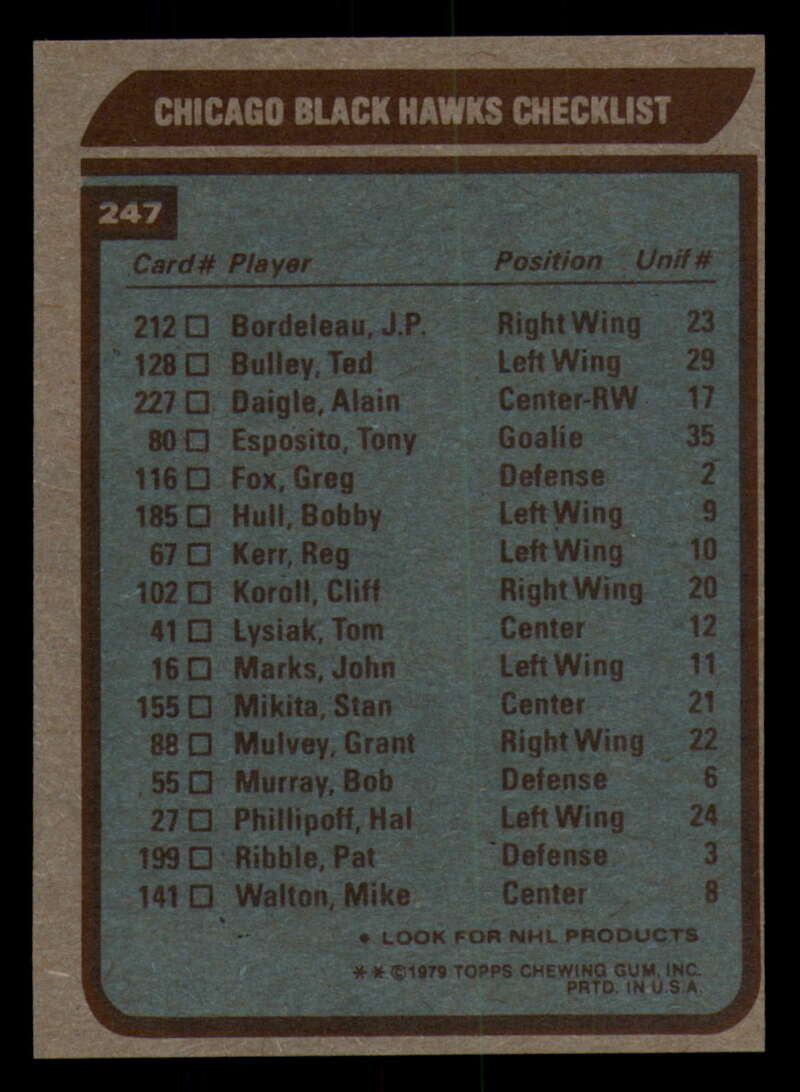 CHICAGO BLACK HAWKS CHECKLIST
247
Card# Player Position Unif #
212 □ Bordeleau, J.P. Right Wing 23
128 □ Bulley, Ted Left Wing 29
227 □ Daigle, Alain Center-RW 17
80 □ Esposito, Tony Goalie 35
116 □ Fox, Greg Defense 2
185 □ Hull, Bobby Left Wing 9
67 □ Kerr, Reg Left Wing 10
102 □ Koroll, Cliff Right Wing 20
41 □ Lysiak, Tom Center 12
16 □ Marks, John Left Wing 11
155 □ Mikita, Stan Center 21
88 □ Mulvey, Grant Right Wing 22
55 □ Murray, Bob Defense 6
27 □ Phillipoff, Hal Left Wing 24
199 □ Ribble, Pat Defense 3
141 □ Walton, Mike Center 8
• LOOK FOR NHL PRODUCTS
** ©1979 TOPPS CHEWING GUM, INC.
PRTD. IN U.S.A.